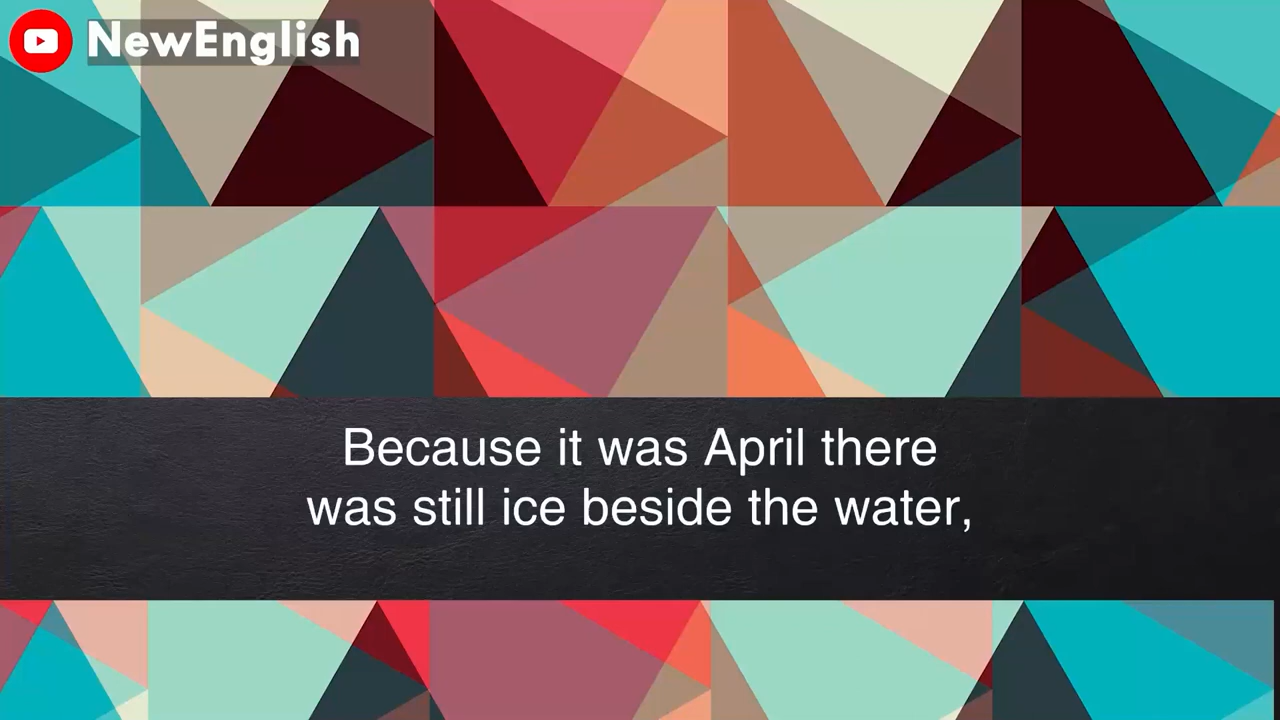 NewEnglish
Because it was April there
was still ice beside the water,